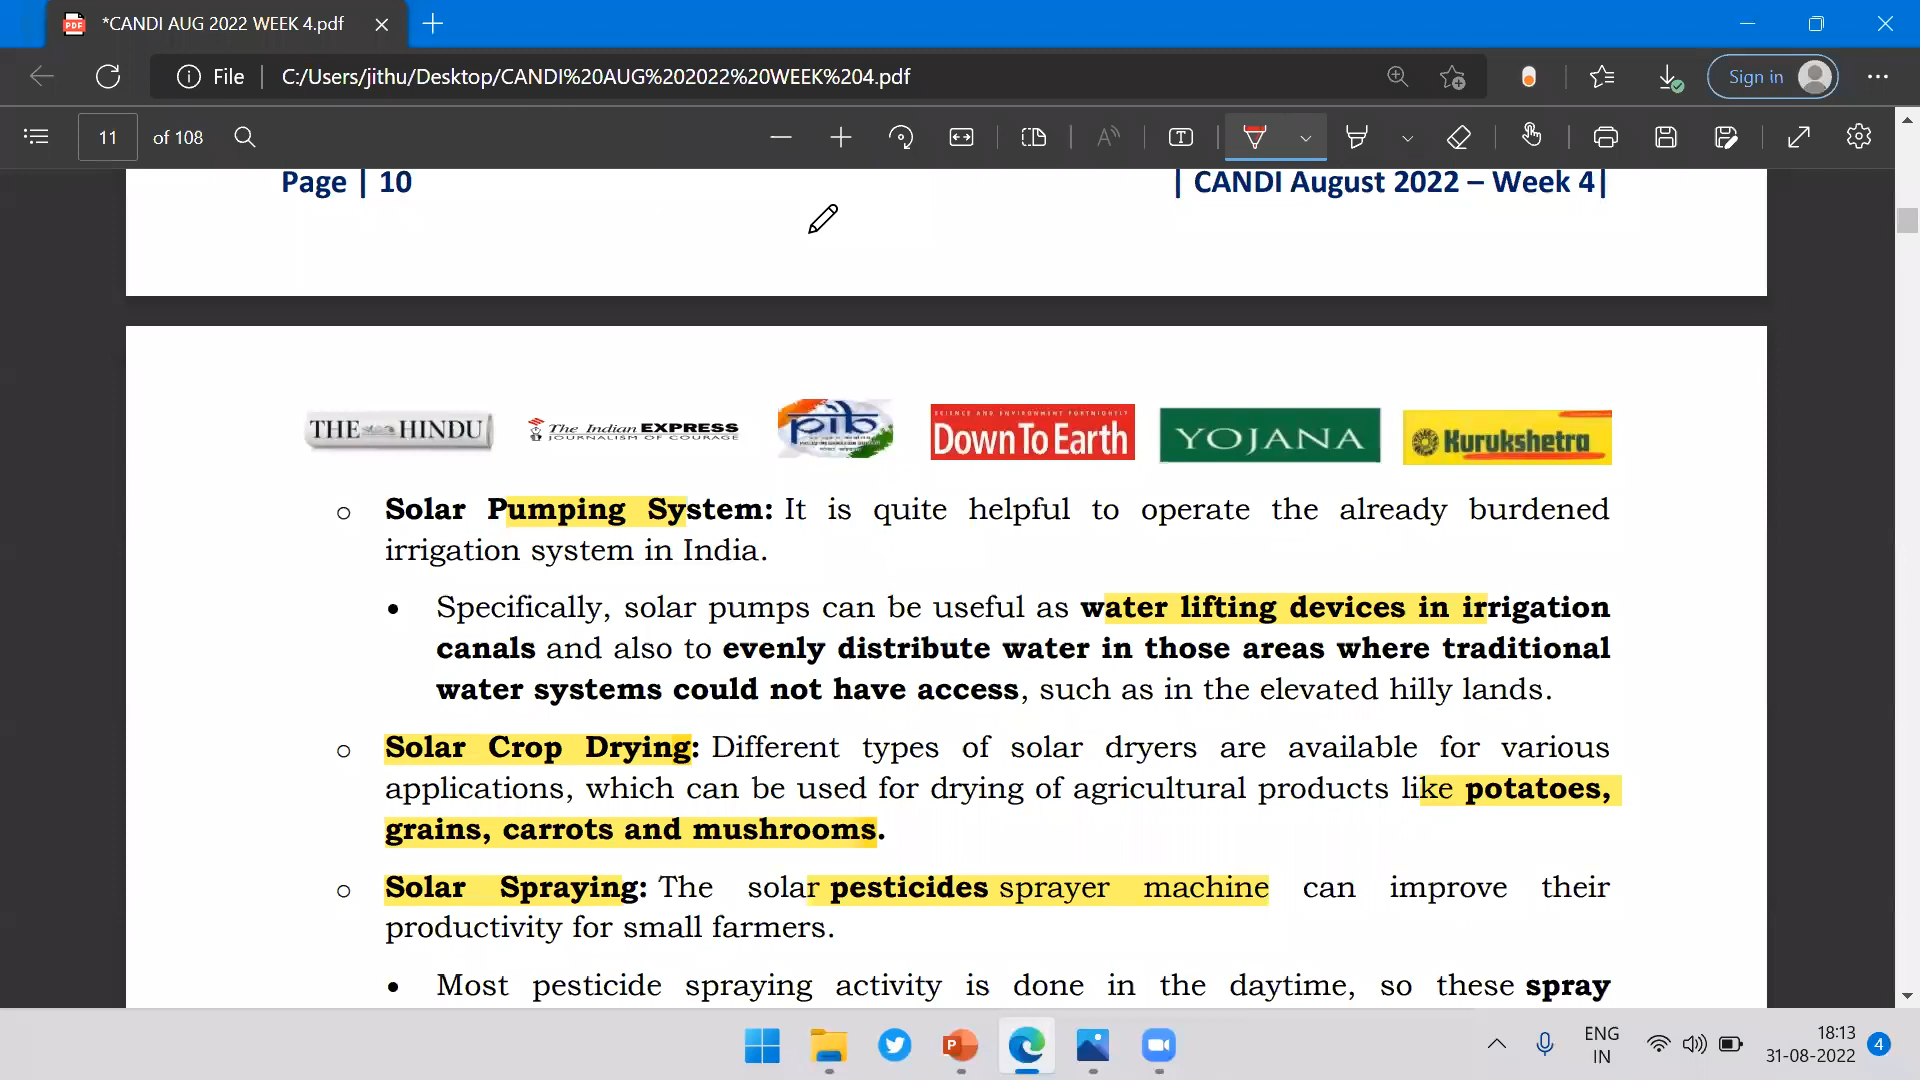 *CANDI AUG 2022 WEEK 4.pdf
File C:/Users/jithu/Desktop/CANDI%20AUG%202022%20WEEK%204.pdf Sign in
11 of 108
Page | 10 | CANDI August 2022 – Week 4|
THE HINDU
The Indian EXPRESS
JOURNALISM OF COURAGE
pib
SCIENCE AND ENVIRONMENT FORTNIGHTLY
Down To Earth
YOJANA
Kurukshetra
Solar Pumping System: It is quite helpful to operate the already burdened
irrigation system in India.
Specifically, solar pumps can be useful as water lifting devices in irrigation
canals and also to evenly distribute water in those areas where traditional
water systems could not have access, such as in the elevated hilly lands.
Solar Crop Drying: Different types of solar dryers are available for various
applications, which can be used for drying of agricultural products like potatoes,
grains, carrots and mushrooms.
Solar Spraying: The solar pesticides sprayer machine can improve their
productivity for small farmers.
Most pesticide spraying activity is done in the daytime, so these spray
ENG
IN
18:13
31-08-2022
4